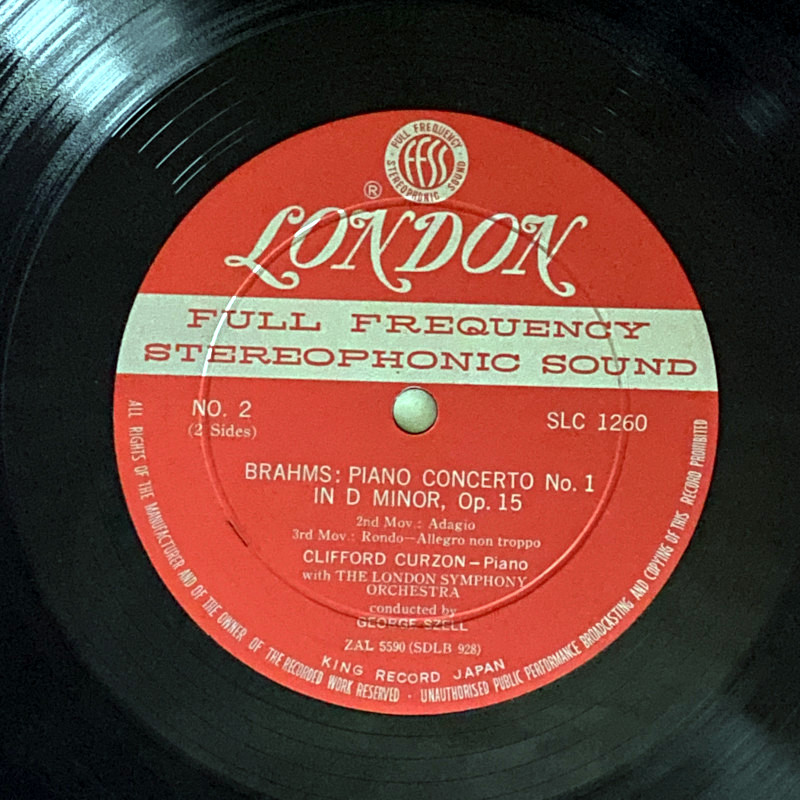 FULL FREQUENCY
ffss
STEREOPHONIC SOUND
®
LONDON
FULL FREQUENCY
STEREOPHONIC SOUND
NO. 2
(2 Sides)
SLC 1260
BRAHMS: PIANO CONCERTO No. 1
IN D MINOR, Op. 15
2nd Mov.: Adagio
3rd Mov.: Rondo—Allegro non troppo
CLIFFORD CURZON—Piano
with THE LONDON SYMPHONY
ORCHESTRA
conducted by
GEORGE SZELL
ZAL 5590 (SDLB 928)
KING RECORD JAPAN
ALL RIGHTS OF THE MANUFACTURER AND OF THE OWNER OF THE RECORDED WORK RESERVED · UNAUTHORISED PUBLIC PERFORMANCE BROADCASTING AND COPYING OF THIS RECORD PROHIBITED